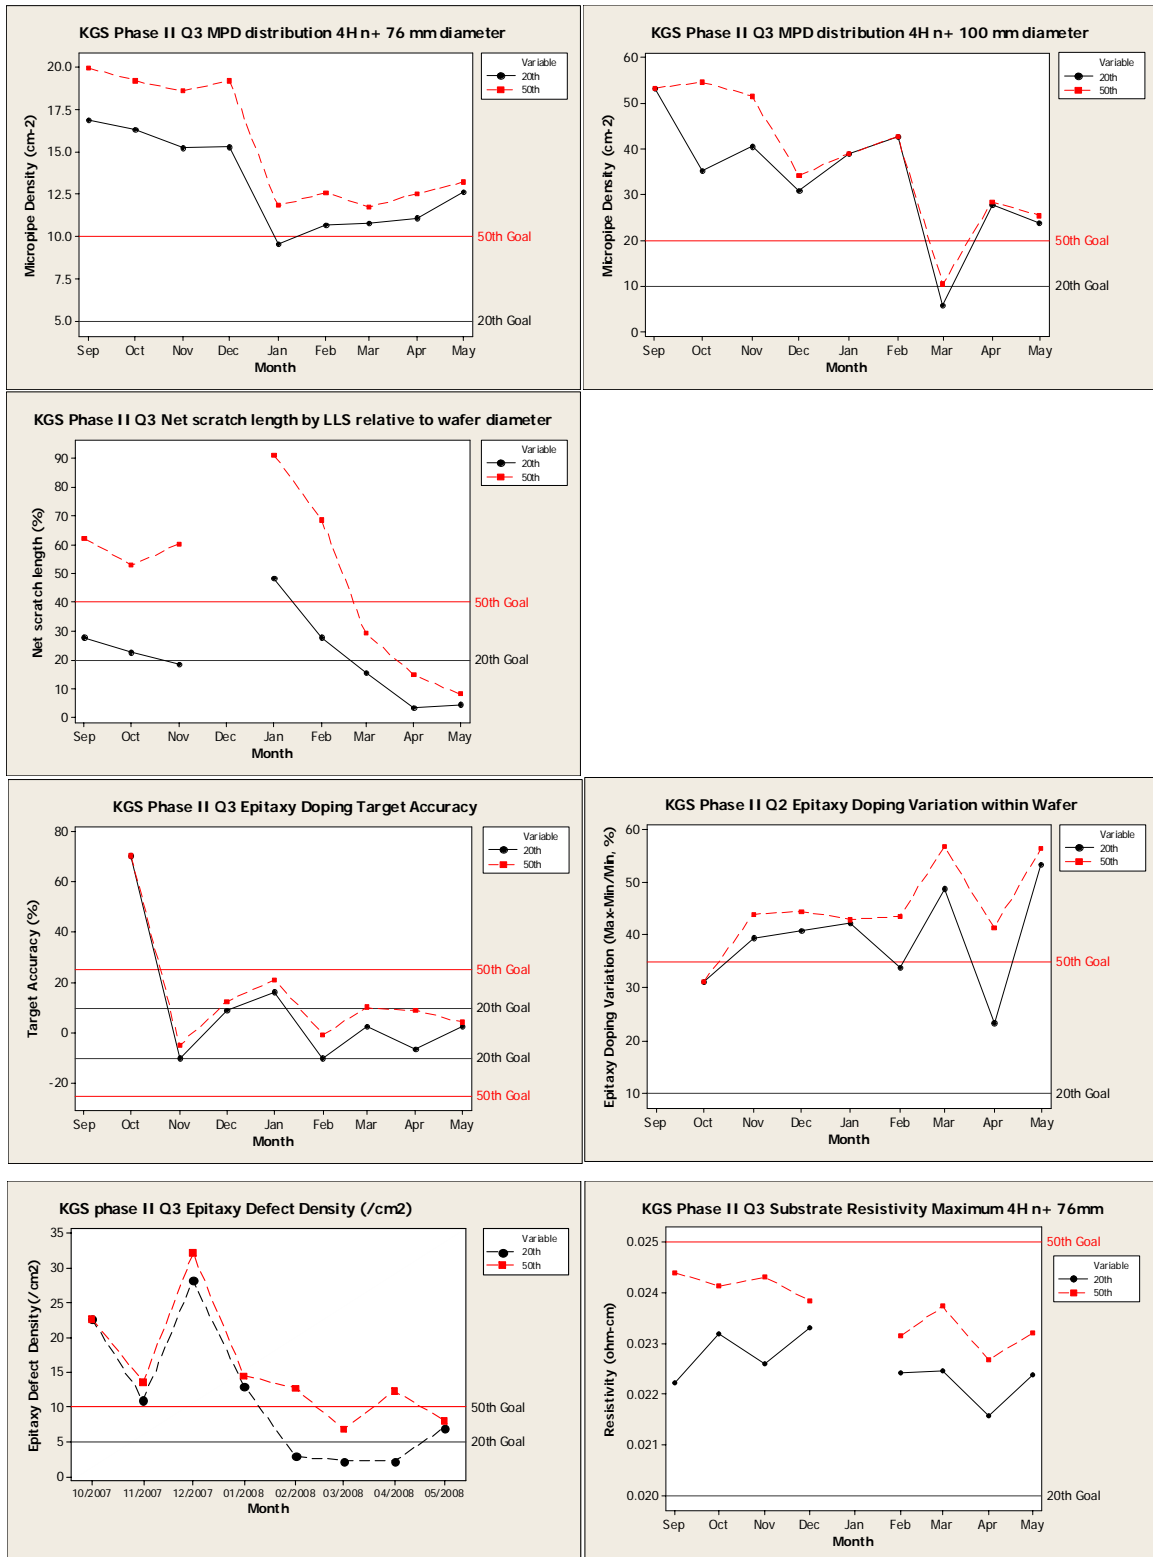 KGS Phase II Q3 MPD distribution 4H n+ 76 mm diameter
Variable
20th
50th
20.0
17.5
15.0
12.5
10.0
7.5
5.0
Micropipe Density (cm-2)
50th Goal
20th Goal
Sep Oct Nov Dec Jan Feb Mar Apr May
Month
KGS Phase II Q3 MPD distribution 4H n+ 100 mm diameter
Variable
20th
50th
60
50
40
30
20
10
0
Micropipe Density (cm-2)
50th Goal
20th Goal
Sep Oct Nov Dec Jan Feb Mar Apr May
Month
KGS Phase II Q3 Net scratch length by LLS relative to wafer diameter
Variable
20th
50th
90
80
70
60
50
40
30
20
10
0
Net scratch length (%)
50th Goal
20th Goal
Sep Oct Nov Dec Jan Feb Mar Apr May
Month
KGS Phase II Q3 Epitaxy Doping Target Accuracy
Variable
20th
50th
80
60
40
20
0
-20
Target Accuracy (%)
50th Goal
20th Goal
20th Goal
50th Goal
Sep Oct Nov Dec Jan Feb Mar Apr May
Month
KGS Phase II Q2 Epitaxy Doping Variation within Wafer
Variable
20th
50th
60
50
40
30
20
10
Epitaxy Doping Variation (Max-Min/Min, %)
50th Goal
20th Goal
Sep Oct Nov Dec Jan Feb Mar Apr May
Month
KGS phase II Q3 Epitaxy Defect Density (/cm2)
Variable
20th
50th
35
30
25
20
15
10
5
0
Epitaxy Defect Density(/cm2)
50th Goal
20th Goal
10/2007 11/2007 12/2007 01/2008 02/2008 03/2008 04/2008 05/2008
Month
KGS Phase II Q3 Substrate Resistivity Maximum 4H n+ 76mm
50th Goal
Variable
20th
50th
0.025
0.024
0.023
0.022
0.021
0.020
Resistivity (ohm-cm)
20th Goal
Sep Oct Nov Dec Jan Feb Mar Apr May
Month